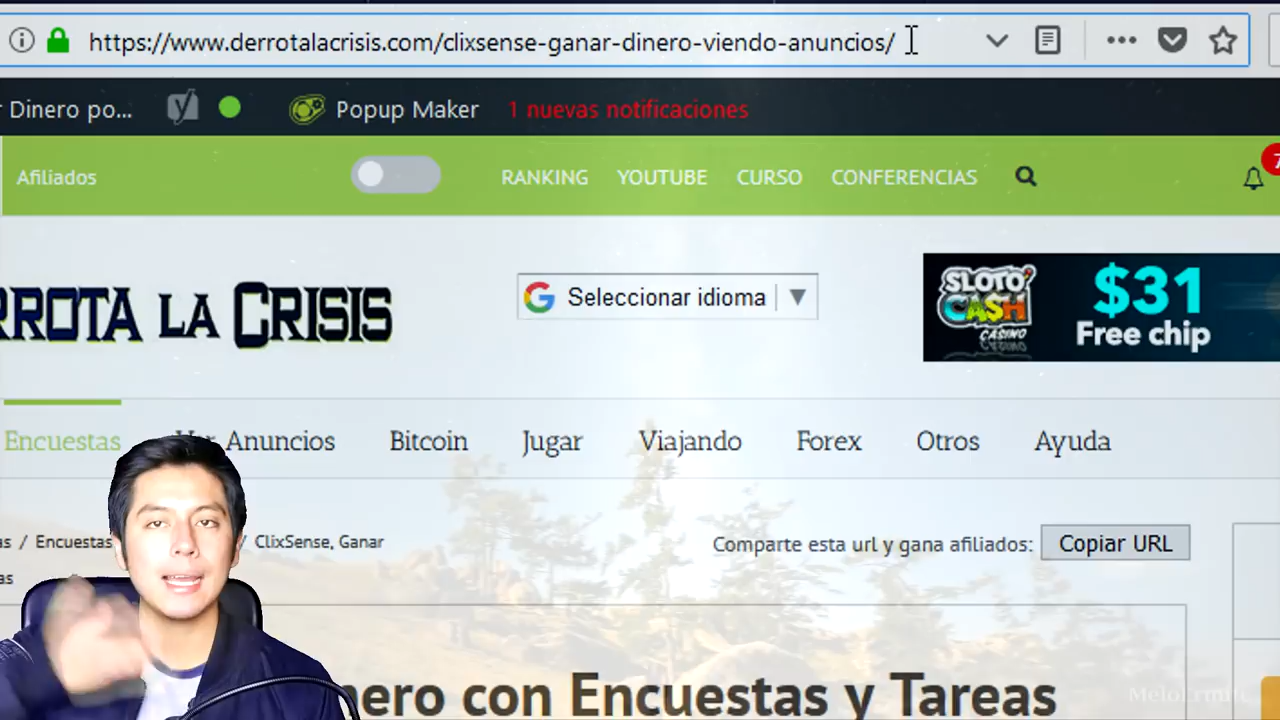 https://www.derrotalacrisis.com/clixsense-ganar-dinero-viendo-anuncios/
Dinero po... Popup Maker 1 nuevas notificaciones
Afiliados RANKING YOUTUBE CURSO CONFERENCIAS 7
RROTA LA CRISIS
Seleccionar idioma
SLOTO' CASH CASINO $31 Free chip
Encuestas Ver Anuncios Bitcoin Jugar Viajando Forex Otros Ayuda
as / Encuestas / ClixSense, Ganar
Comparte esta url y gana afiliados: Copiar URL
as
nero con Encuestas y Tareas